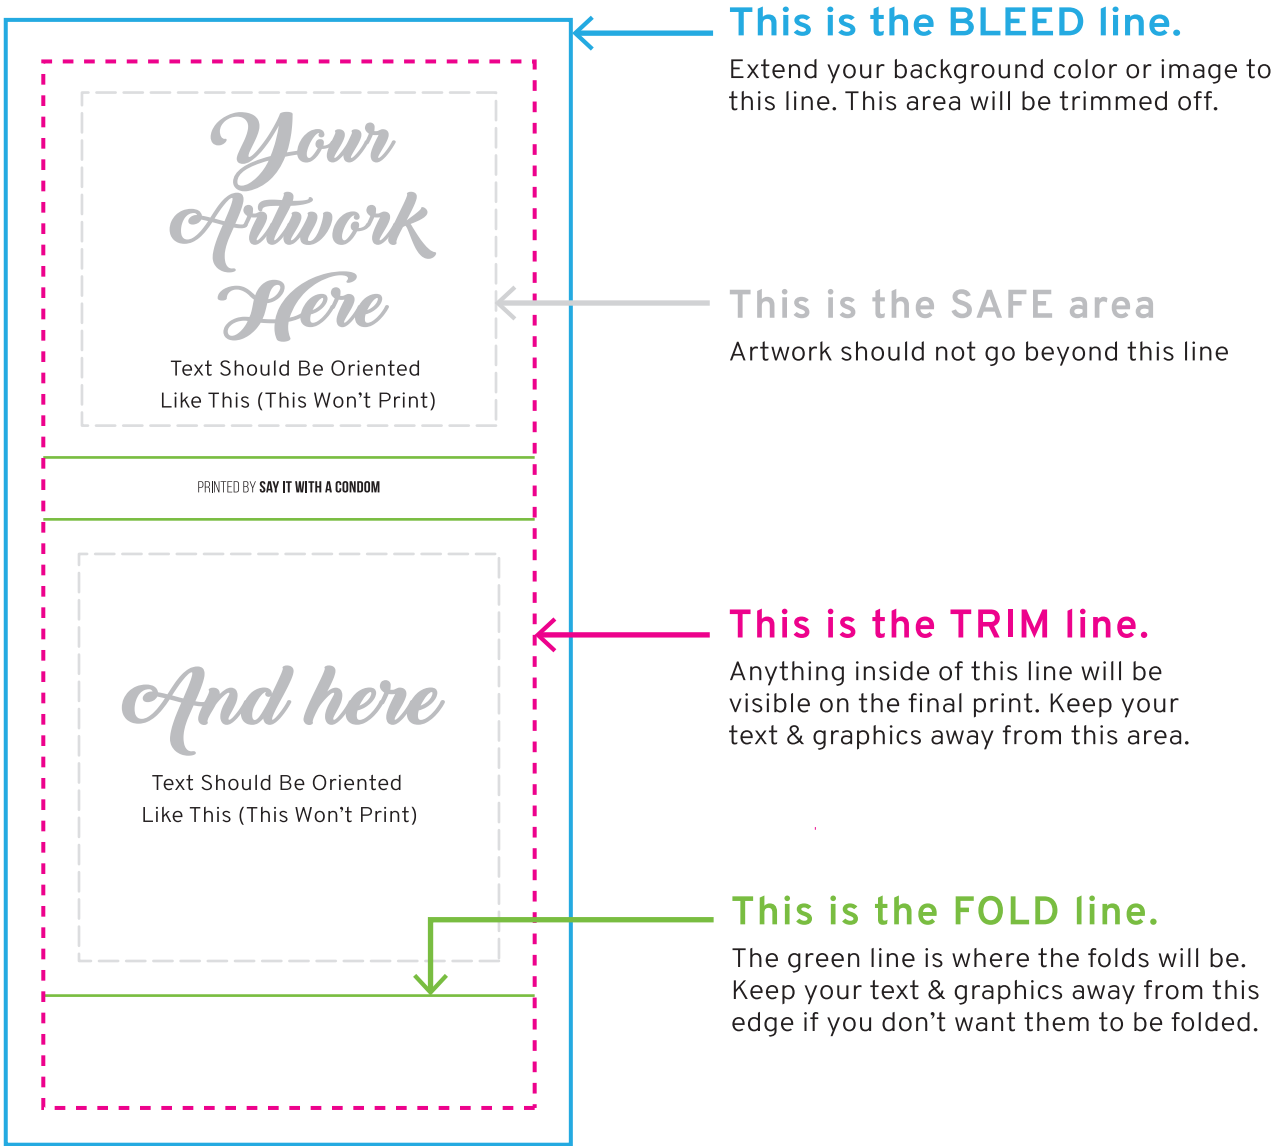 This is the BLEED line.
Extend your background color or image to
this line. This area will be trimmed off.
Your
Artwork
Here
Text Should Be Oriented
Like This (This Won't Print)
This is the SAFE area
Artwork should not go beyond this line
PRINTED BY SAY IT WITH A CONDOM
And here
Text Should Be Oriented
Like This (This Won't Print)
This is the TRIM line.
Anything inside of this line will be
visible on the final print. Keep your
text & graphics away from this area.
This is the FOLD line.
The green line is where the folds will be.
Keep your text & graphics away from this
edge if you don't want them to be folded.